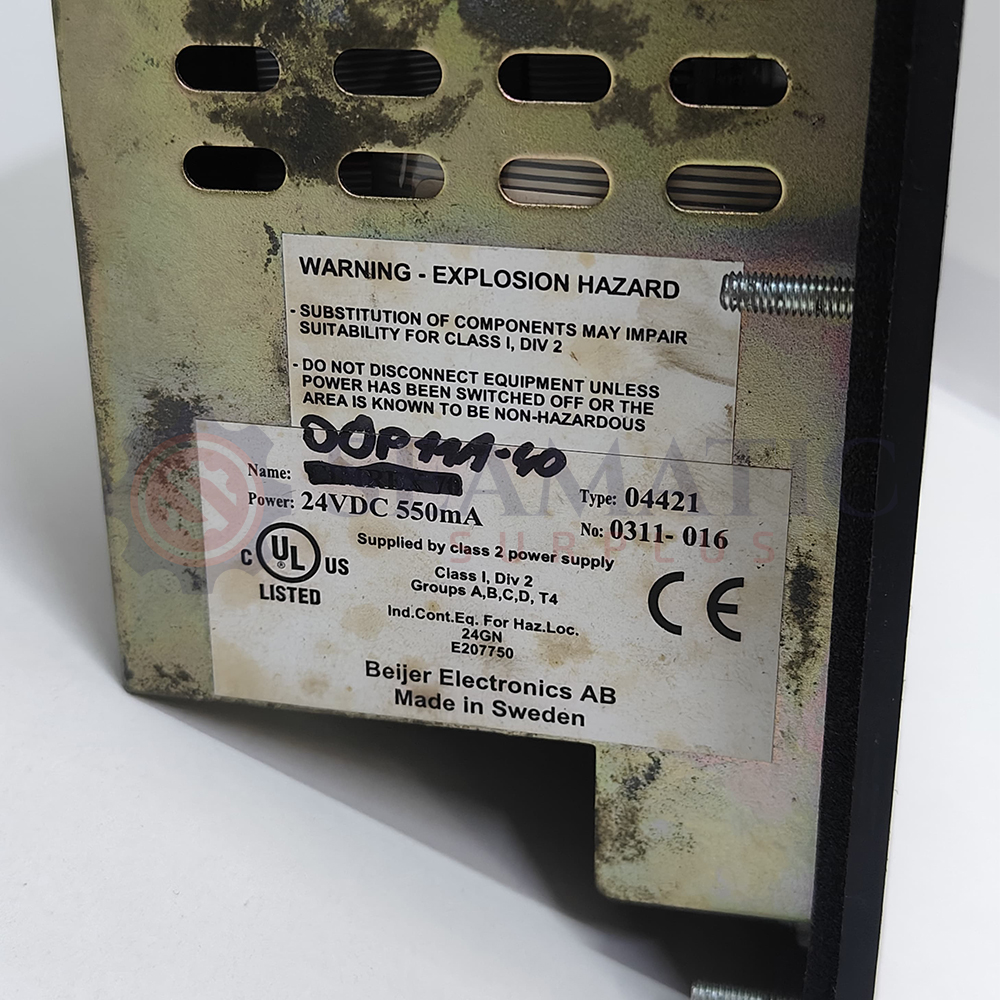 WARNING - EXPLOSION HAZARD
- SUBSTITUTION OF COMPONENTS MAY IMPAIR
SUITABILITY FOR CLASS I, DIV 2
- DO NOT DISCONNECT EQUIPMENT UNLESS
POWER HAS BEEN SWITCHED OFF OR THE
AREA IS KNOWN TO BE NON-HAZARDOUS
Name:
Type: 04421
Power: 24VDC 550mA
No: 0311- 016
Supplied by class 2 power supply
C UL US
® LISTED
Class I, Div 2
Groups A,B,C,D, T4
CE
Ind.Cont.Eq. For Haz.Loc.
24GN
E207750
Beijer Electronics AB
Made in Sweden
SURPLUS